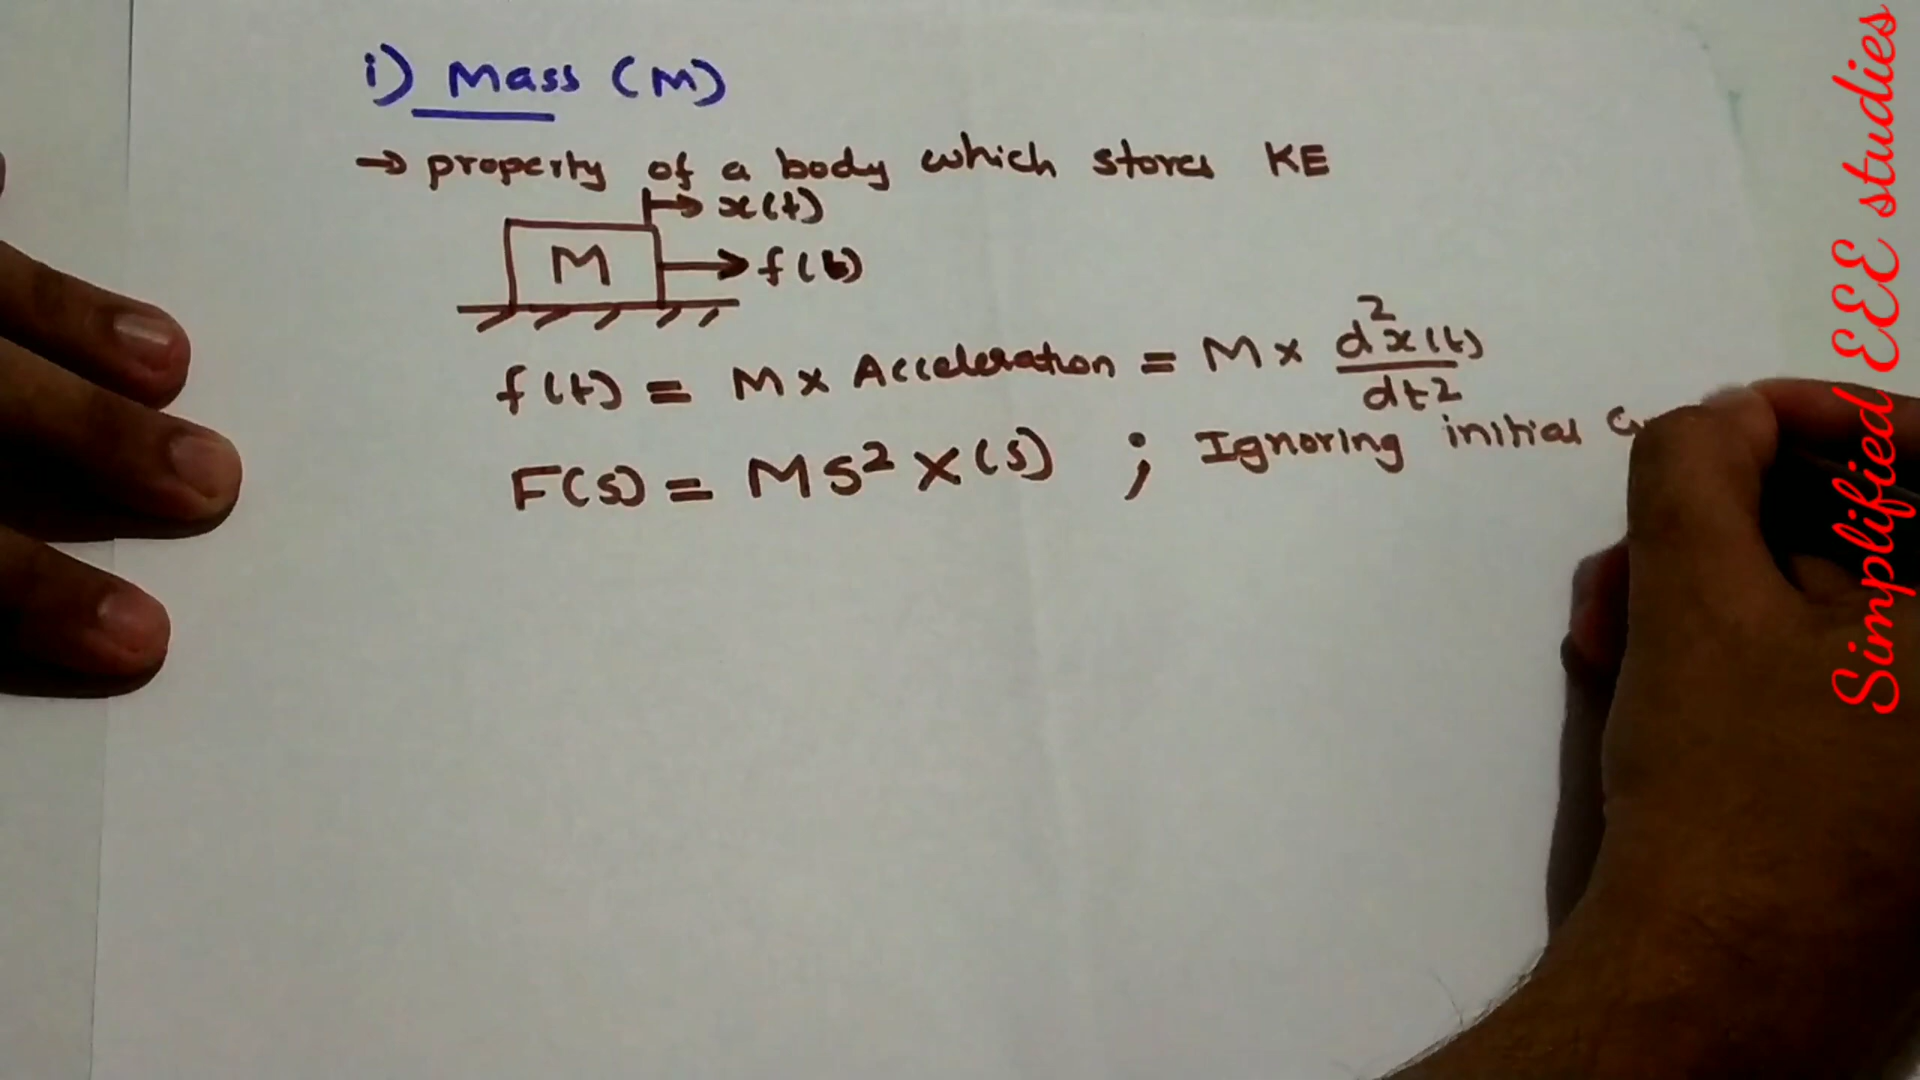 i) Mass (M)
→ property of a body which stores KE
x(t)
M
f(t)
f(t) = M x Acceleration = M x d²x(t)/dt2
F(s) = MS² X(S) ; Ignoring initial
Simplified EEE studies